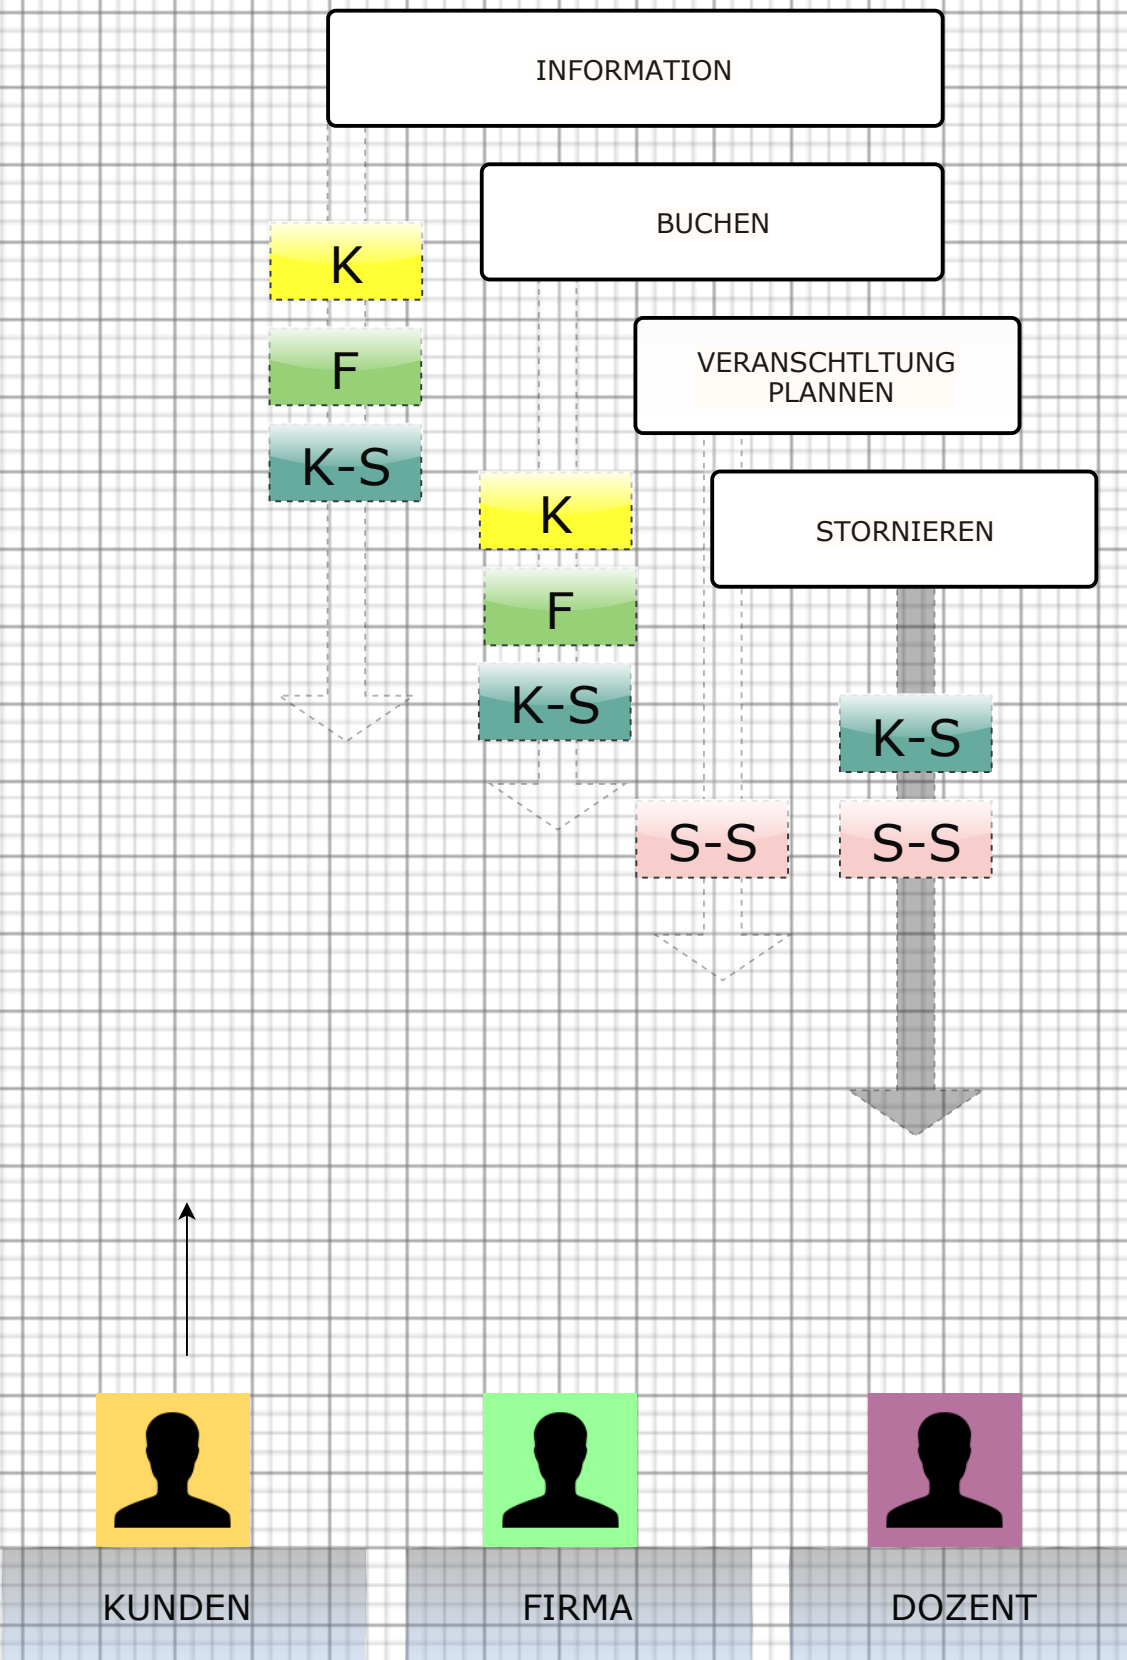 INFORMATION
BUCHEN
K
F
VERANSCHTLTUNG
PLANNEN
K-S
K
STORNIEREN
F
K-S
K-S
S-S
S-S
KUNDEN
FIRMA
DOZENT